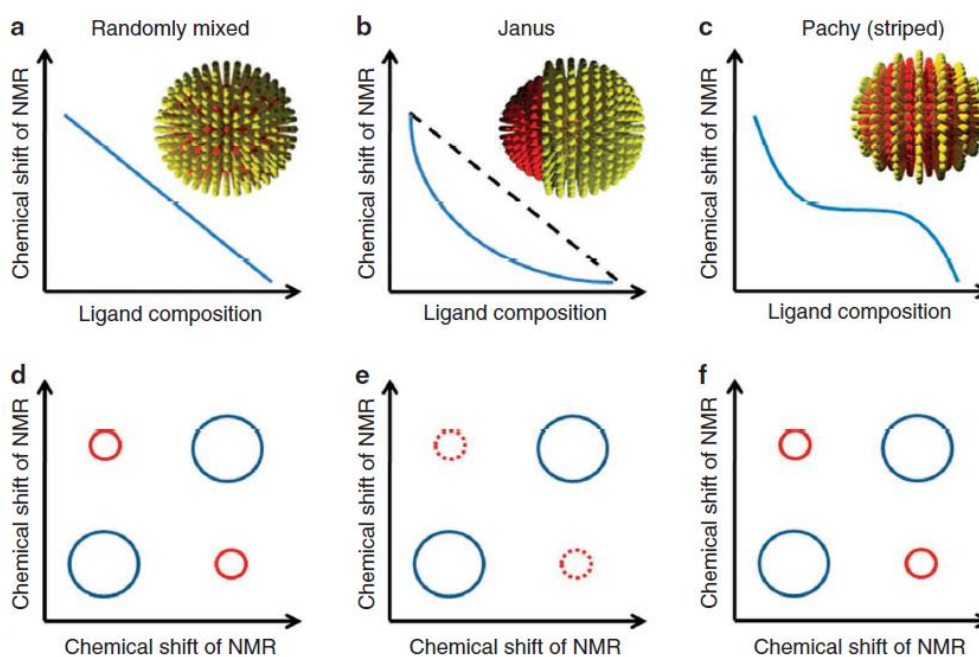 a Randomly mixed
Chemical shift of NMR
Ligand composition
b Janus
Chemical shift of NMR
Ligand composition
c Pachy (striped)
Chemical shift of NMR
Ligand composition
d
Chemical shift of NMR
Chemical shift of NMR
e
Chemical shift of NMR
Chemical shift of NMR
f
Chemical shift of NMR
Chemical shift of NMR